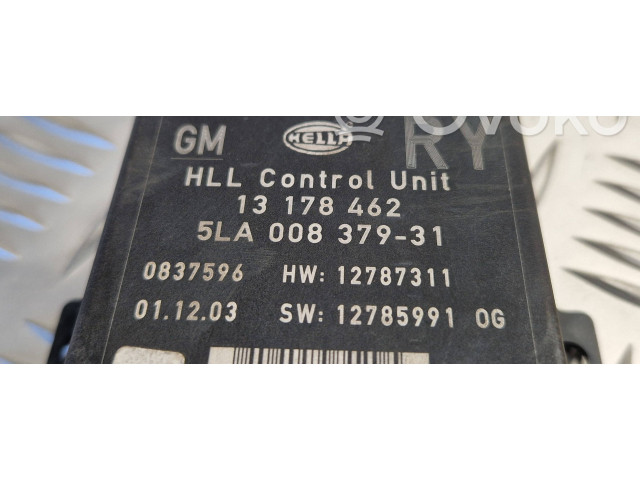 GM HELLA RY
HLL Control Unit
13 178 462
5LA 008 379-31
0837596 HW: 12787311
01.12.03 SW: 12785991 OG